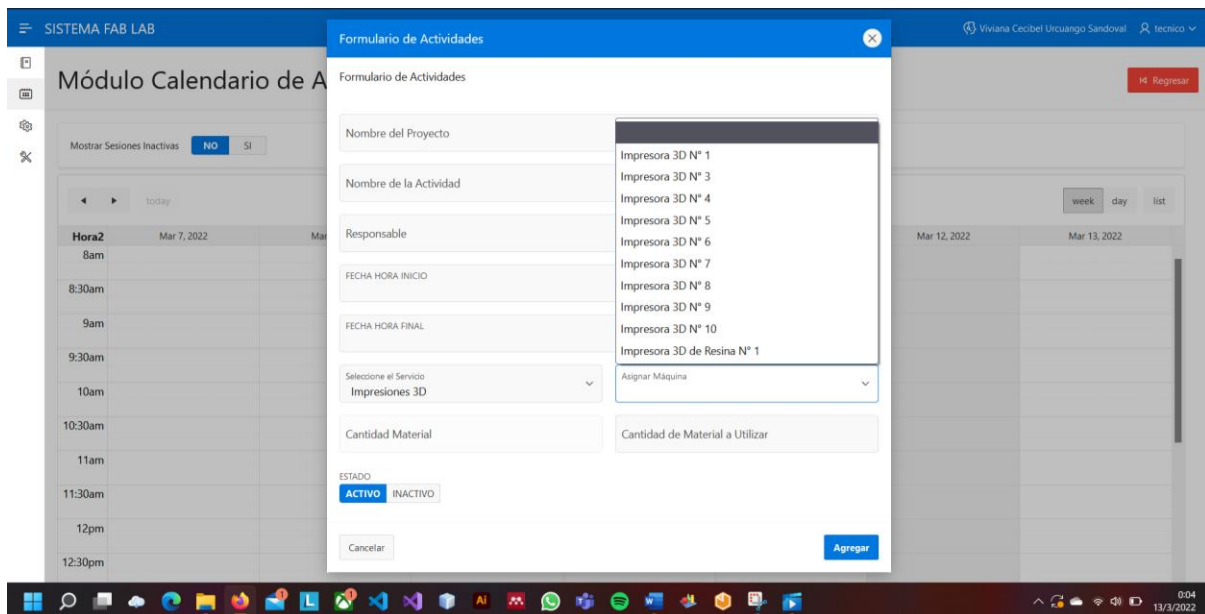 SISTEMA FAB LAB
Viviana Cecibel Urcuango Sandoval tecnico
Módulo Calendario de A
Regresar
Mostrar Sesiones Inactivas NO SI
today
week day list
Hora2 Mar 7, 2022 Mar Mar 12, 2022 Mar 13, 2022
8am
8:30am
9am
9:30am
10am
10:30am
11am
11:30am
12pm
12:30pm
Formulario de Actividades
Formulario de Actividades
Nombre del Proyecto
Nombre de la Actividad
Responsable
FECHA HORA INICIO
FECHA HORA FINAL
Impresora 3D N° 1
Impresora 3D N° 3
Impresora 3D N° 4
Impresora 3D N° 5
Impresora 3D N° 6
Impresora 3D N° 7
Impresora 3D N° 8
Impresora 3D N° 9
Impresora 3D N° 10
Impresora 3D de Resina N° 1
Seleccione el Servicio
Impresiones 3D
Asignar Máquina
Cantidad Material
Cantidad de Material a Utilizar
ESTADO
ACTIVO INACTIVO
Cancelar
Agregar
0:04
13/3/2022